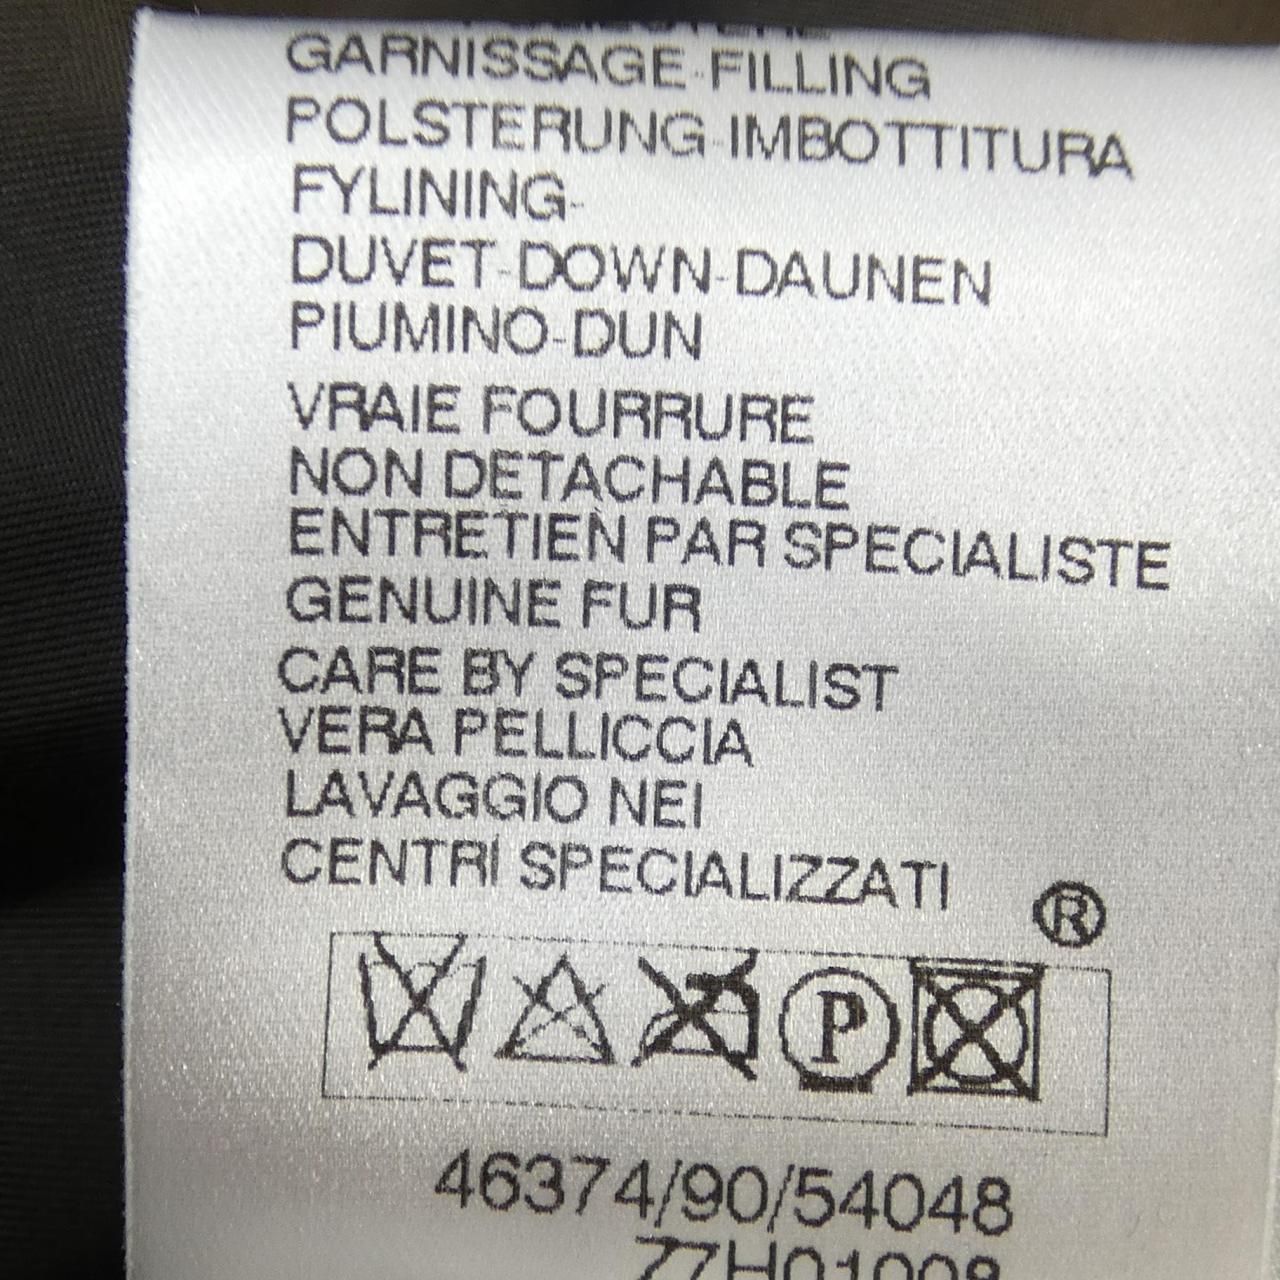 GARNISSAGE-FILLING
POLSTERUNG-IMBOTTITURA
FYLINING-
DUVET-DOWN-DAUNEN
PIUMINO-DUN
VRAIE FOURRURE
NON DETACHABLE
ENTRETIEN PAR SPECIALISTE
GENUINE FUR
CARE BY SPECIALIST
VERA PELLICCIA
LAVAGGIO NEI
CENTRI SPECIALIZZATI
®
P
46374/90/54048